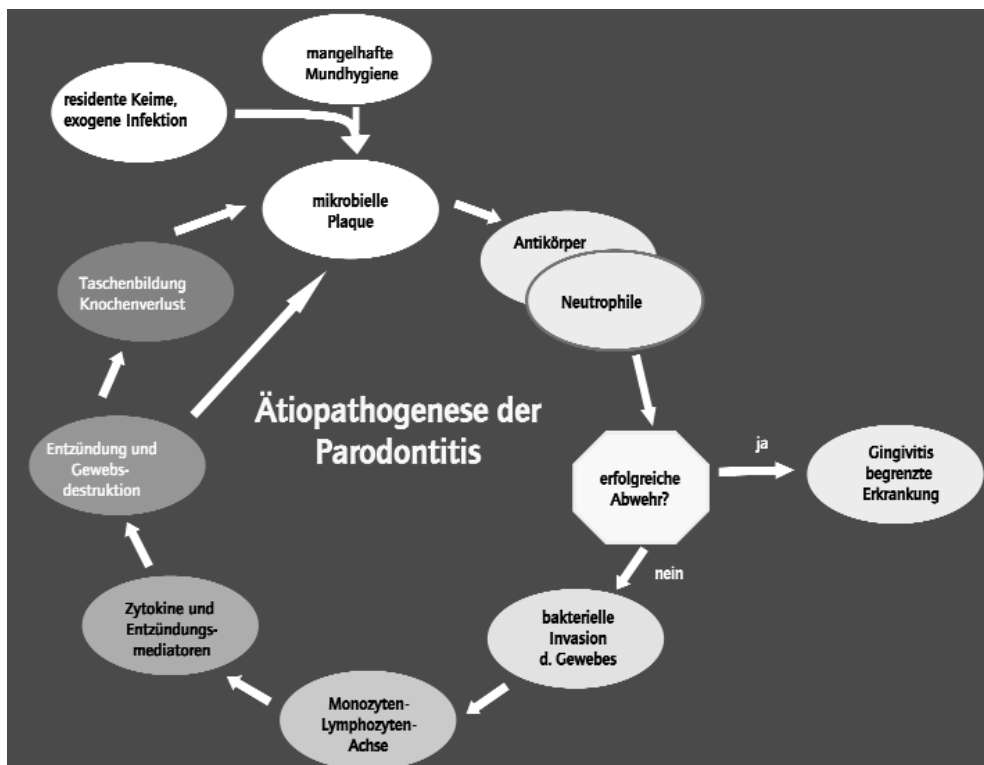 mangelhafte
Mundhygiene
residente Keime,
exogene Infektion
mikrobielle
Plaque
Antikörper
Neutrophile
Taschenbildung
Knochenverlust
Ätiopathogenese der
Parodontitis
ja
erfolgreiche
Abwehr?
Gingivitis
begrenzte
Erkrankung
Entzündung und
Gewebs-
destruktion
nein
bakterielle
Invasion
d. Gewebes
Zytokine und
Entzündungs-
mediatoren
Monozyten-
Lymphozyten-
Achse